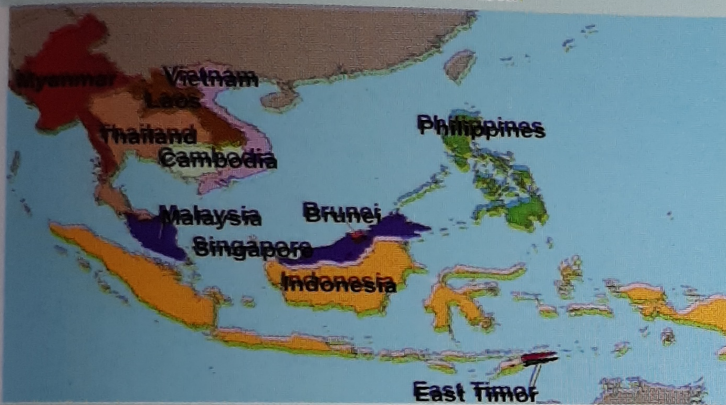 Myanmar
Vietnam
Laos
Thailand
Philippines
Cambodia
Malaysia
Brunei
Singapore
Indonesia
East Timor